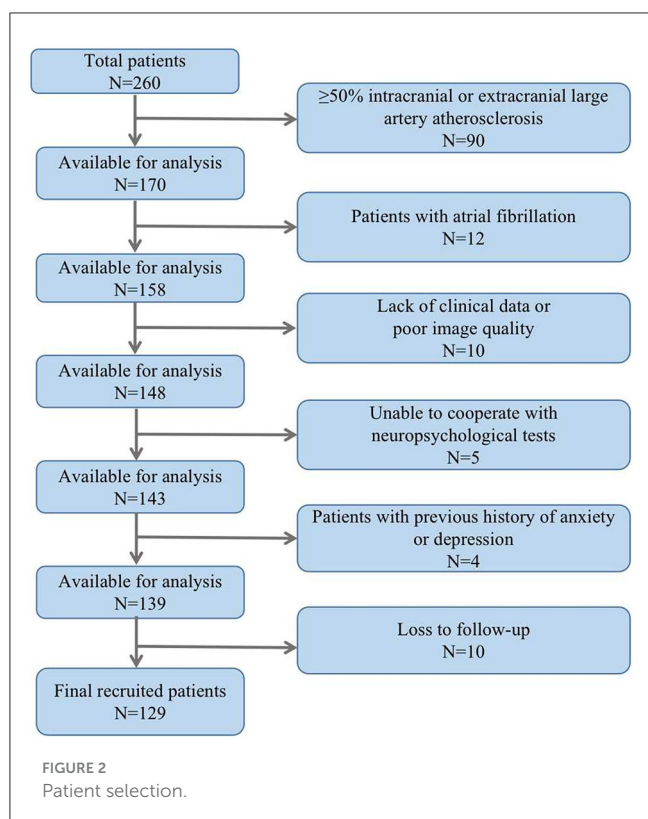 Total patients
N=260
≥50% intracranial or extracranial large
artery atherosclerosis
N=90
Available for analysis
N=170
Patients with atrial fibrillation
N=12
Available for analysis
N=158
Lack of clinical data or
poor image quality
N=10
Available for analysis
N=148
Unable to cooperate with
neuropsychological tests
N=5
Available for analysis
N=143
Patients with previous history of anxiety
or depression
N=4
Available for analysis
N=139
Loss to follow-up
N=10
Final recruited patients
N=129
FIGURE 2
Patient selection.